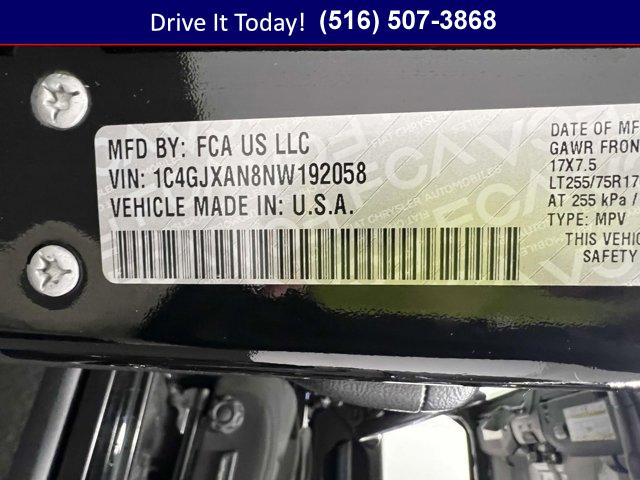 Drive It Today! (516) 507-3868
MFD BY: FCA US LLC
VIN: 1C4GJXAN8NW192058
VEHICLE MADE IN: U.S.A.
DATE OF MF
GAWR FRON
17X7.5
LT255/75R17
AT 255 kPa /
TYPE: MPV
THIS VEHIC
SAFETY